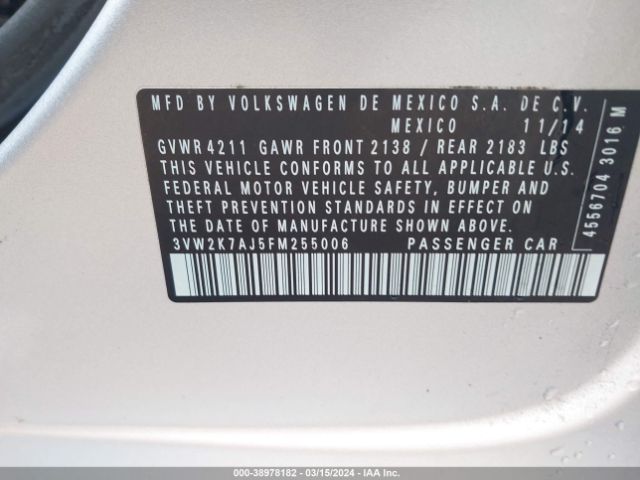 MFD BY VOLKSWAGEN DE MEXICO S.A. DE C.V.
MEXICO 11/14
GVWR 4211 GAWR FRONT 2138 / REAR 2183 LBS
THIS VEHICLE CONFORMS TO ALL APPLICABLE U.S.
FEDERAL MOTOR VEHICLE SAFETY, BUMPER AND
THEFT PREVENTION STANDARDS IN EFFECT ON
THE DATE OF MANUFACTURE SHOWN ABOVE.
3VW2K7AJ5FM255006 PASSENGER CAR
4556704 3016 M
000-38978182 - 03/15/2024 - IAA Inc.